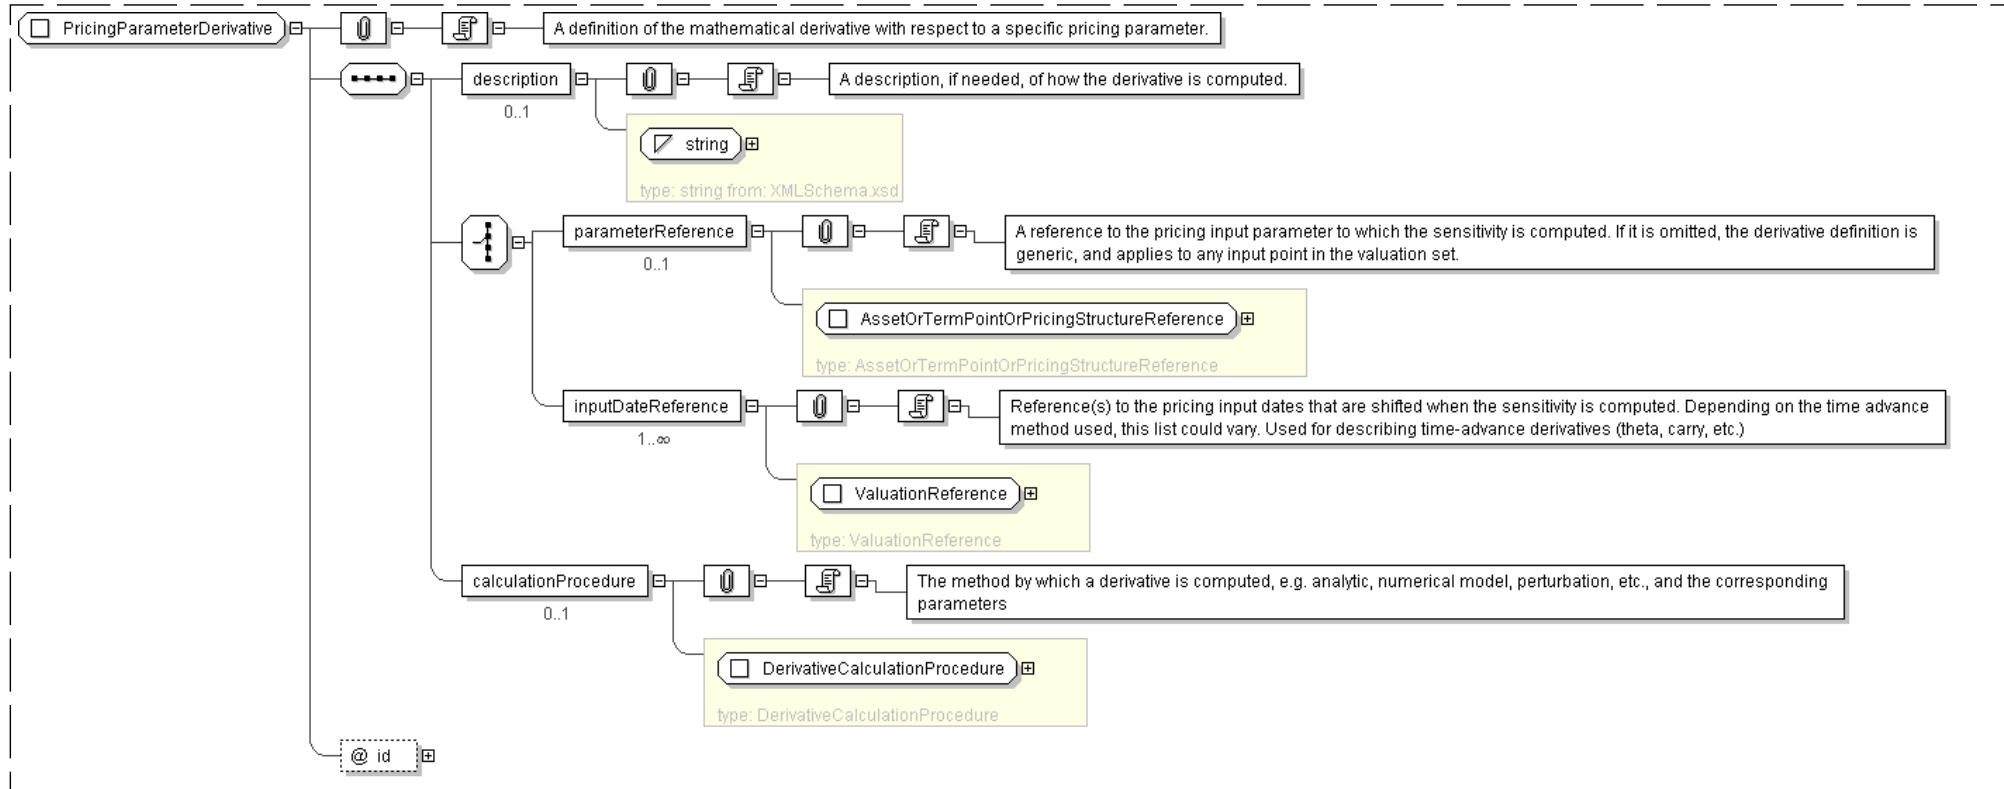 PricingParameterDerivative
A definition of the mathematical derivative with respect to a specific pricing parameter.
description
A description, if needed, of how the derivative is computed.
0..1
string
type: string from: XMLSchema.xsd
parameterReference
A reference to the pricing input parameter to which the sensitivity is computed. If it is omitted, the derivative definition is
generic, and applies to any input point in the valuation set.
0..1
AssetOrTermPointOrPricingStructureReference
type: AssetOrTermPointOrPricingStructureReference
inputDateReference
Reference(s) to the pricing input dates that are shifted when the sensitivity is computed. Depending on the time advance
method used, this list could vary. Used for describing time-advance derivatives (theta, carry, etc.)
1..∞
ValuationReference
type: ValuationReference
calculationProcedure
The method by which a derivative is computed, e.g. analytic, numerical model, perturbation, etc., and the corresponding
parameters
0..1
DerivativeCalculationProcedure
type: DerivativeCalculationProcedure
@ id